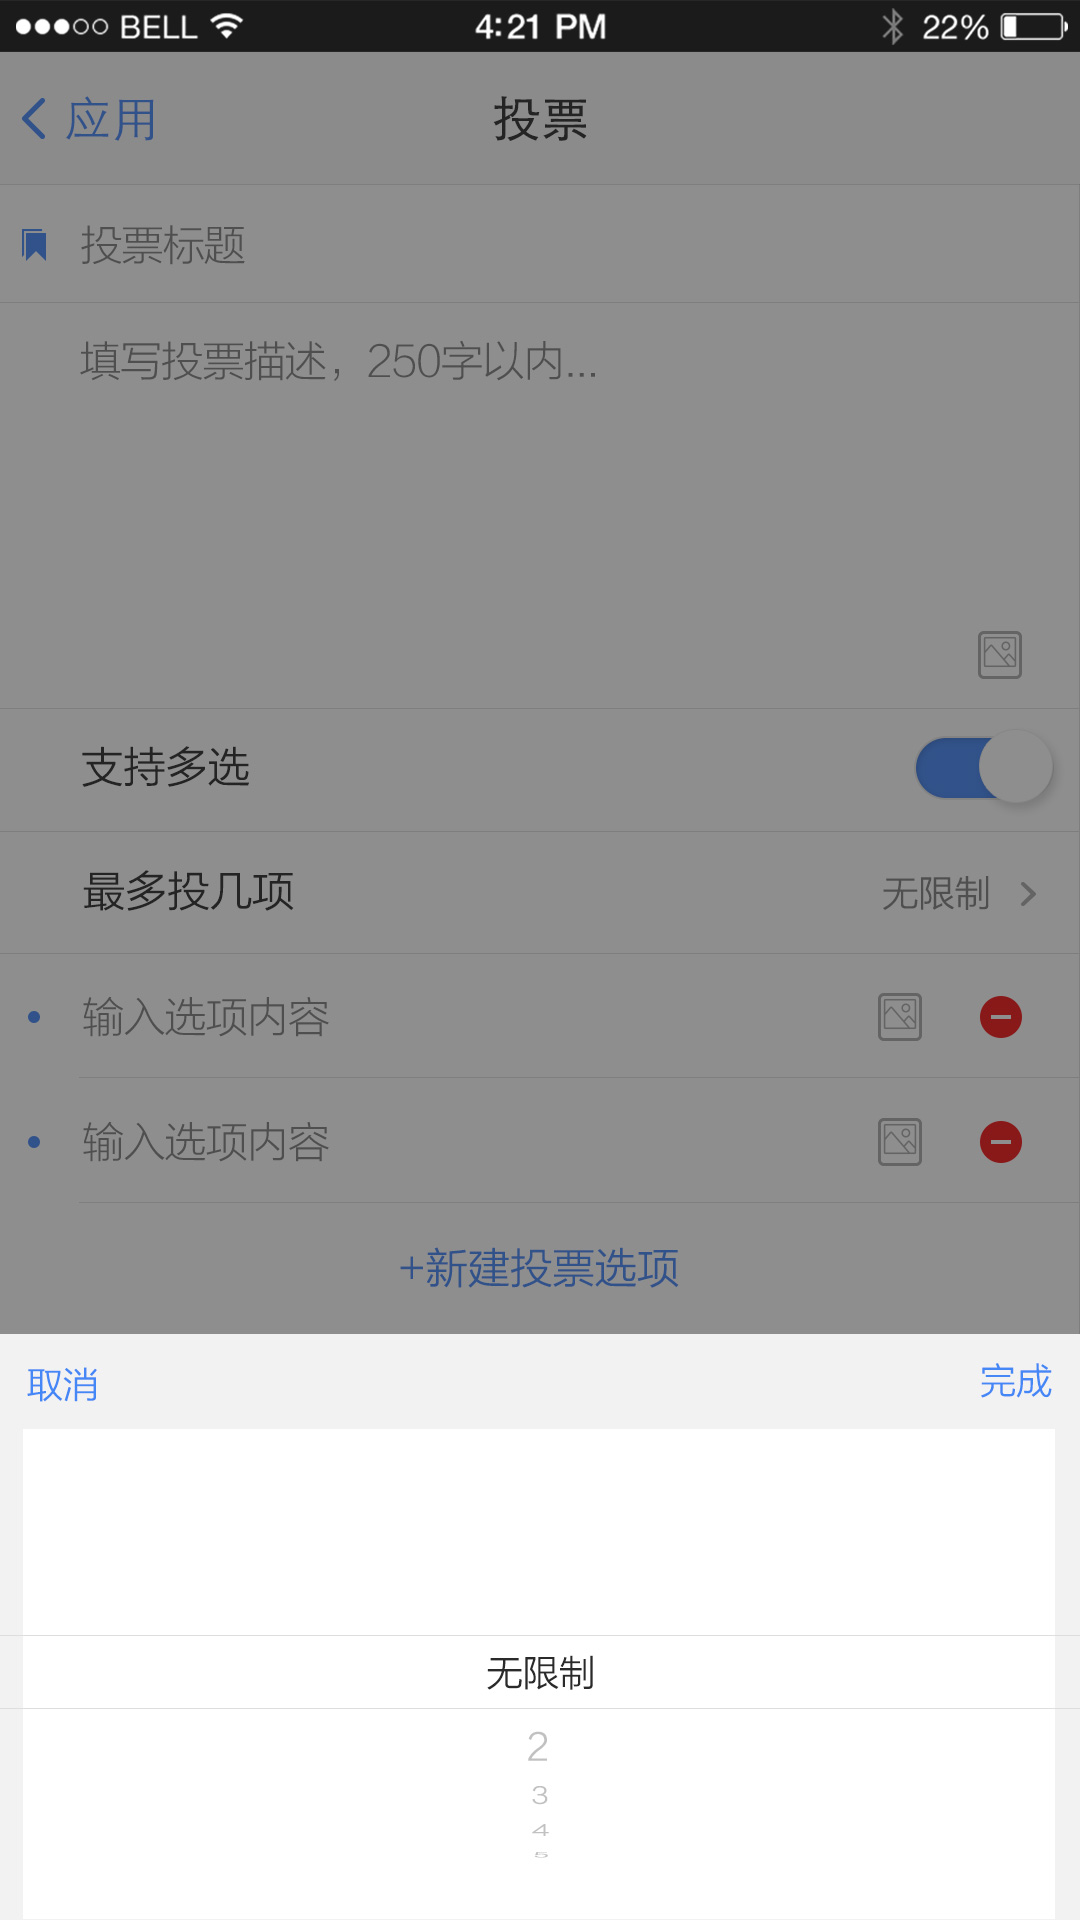 BELL 4:21 PM 22%
应用 投票
投票标题
填写投票描述，250字以内...
支持多选
最多投几项 无限制
输入选项内容
输入选项内容
+新建投票选项
取消 完成
无限制
2
3
4
5